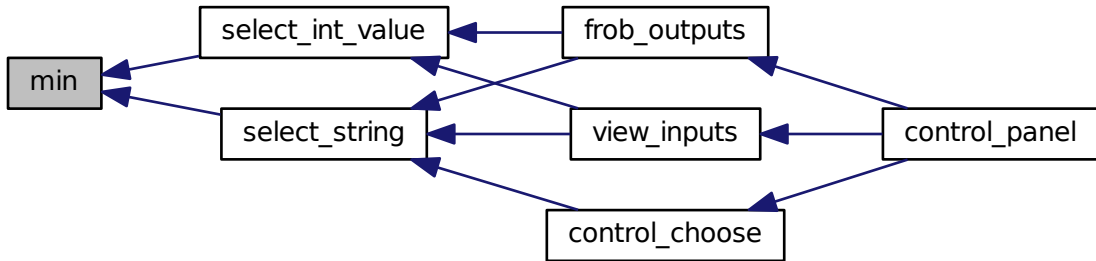 min
select_int_value
select_string
frob_outputs
view_inputs
control_choose
control_panel